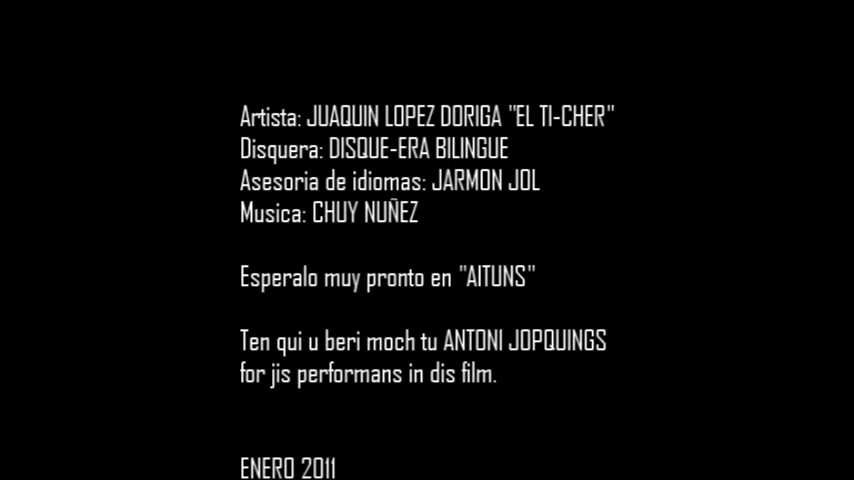 Artista: JUAQUIN LOPEZ DORIGA "EL TI-CHER"
Disquera: DISQUE-ERA BILINGUE
Asesoria de idiomas: JARMON JOL
Musica: CHUY NUÑEZ
Esperalo muy pronto en "AITUNS"
Ten qui u beri moch tu ANTONI JOPQUINGS
for jis performans in dis film.
ENERO 2011